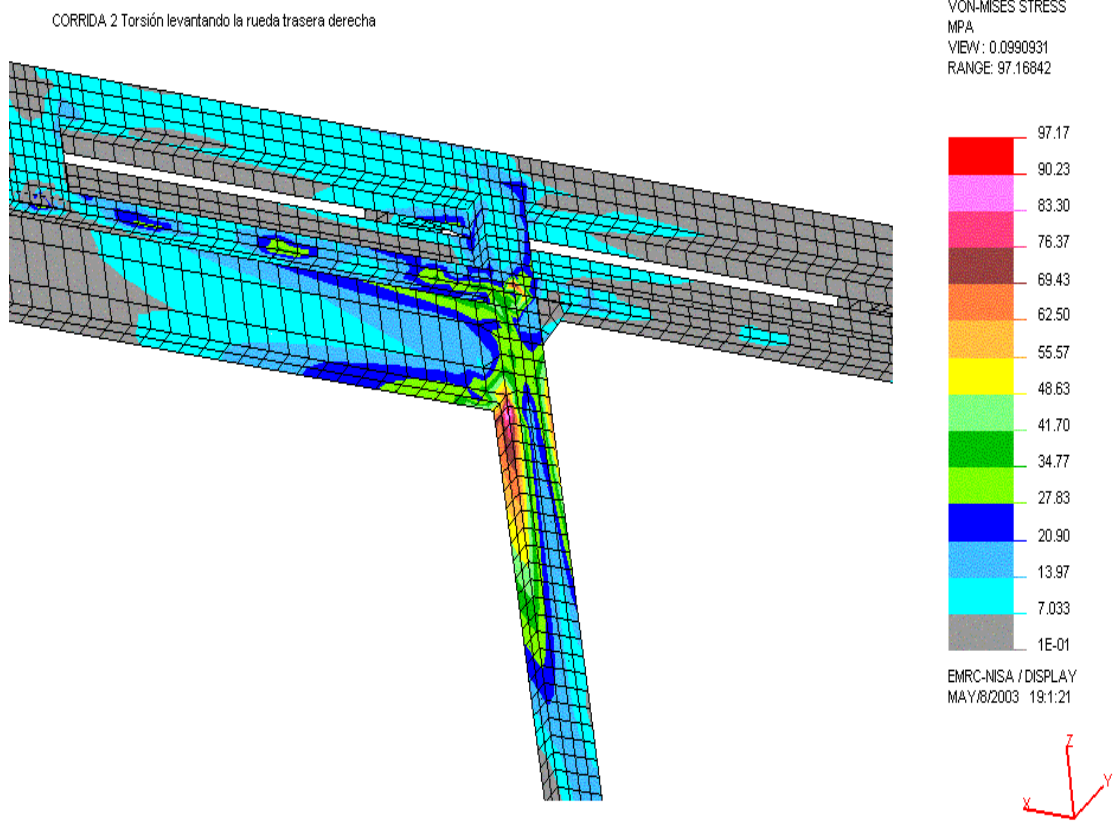 CORRIDA 2 Torsión levantando la rueda trasera derecha
VON-MISES STRESS
MPA
VIEW : 0.0990931
RANGE: 97.16842
97.17
90.23
83.30
76.37
69.43
62.50
55.57
48.63
41.70
34.77
27.83
20.90
13.97
7.033
1E-01
EMRC-NISA / DISPLAY
MAY/8/2003 19:1:21
Z
Y
X